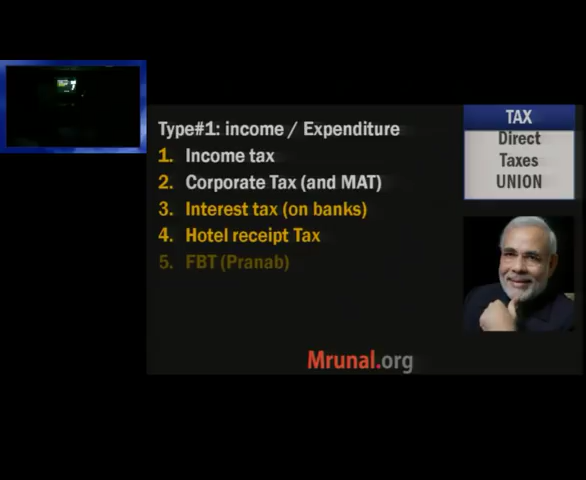 Type#1: income / Expenditure
1. Income tax
2. Corporate Tax (and MAT)
3. Interest tax (on banks)
4. Hotel receipt Tax
5. FBT (Pranab)
TAX
Direct
Taxes
UNION
Mrunal.org